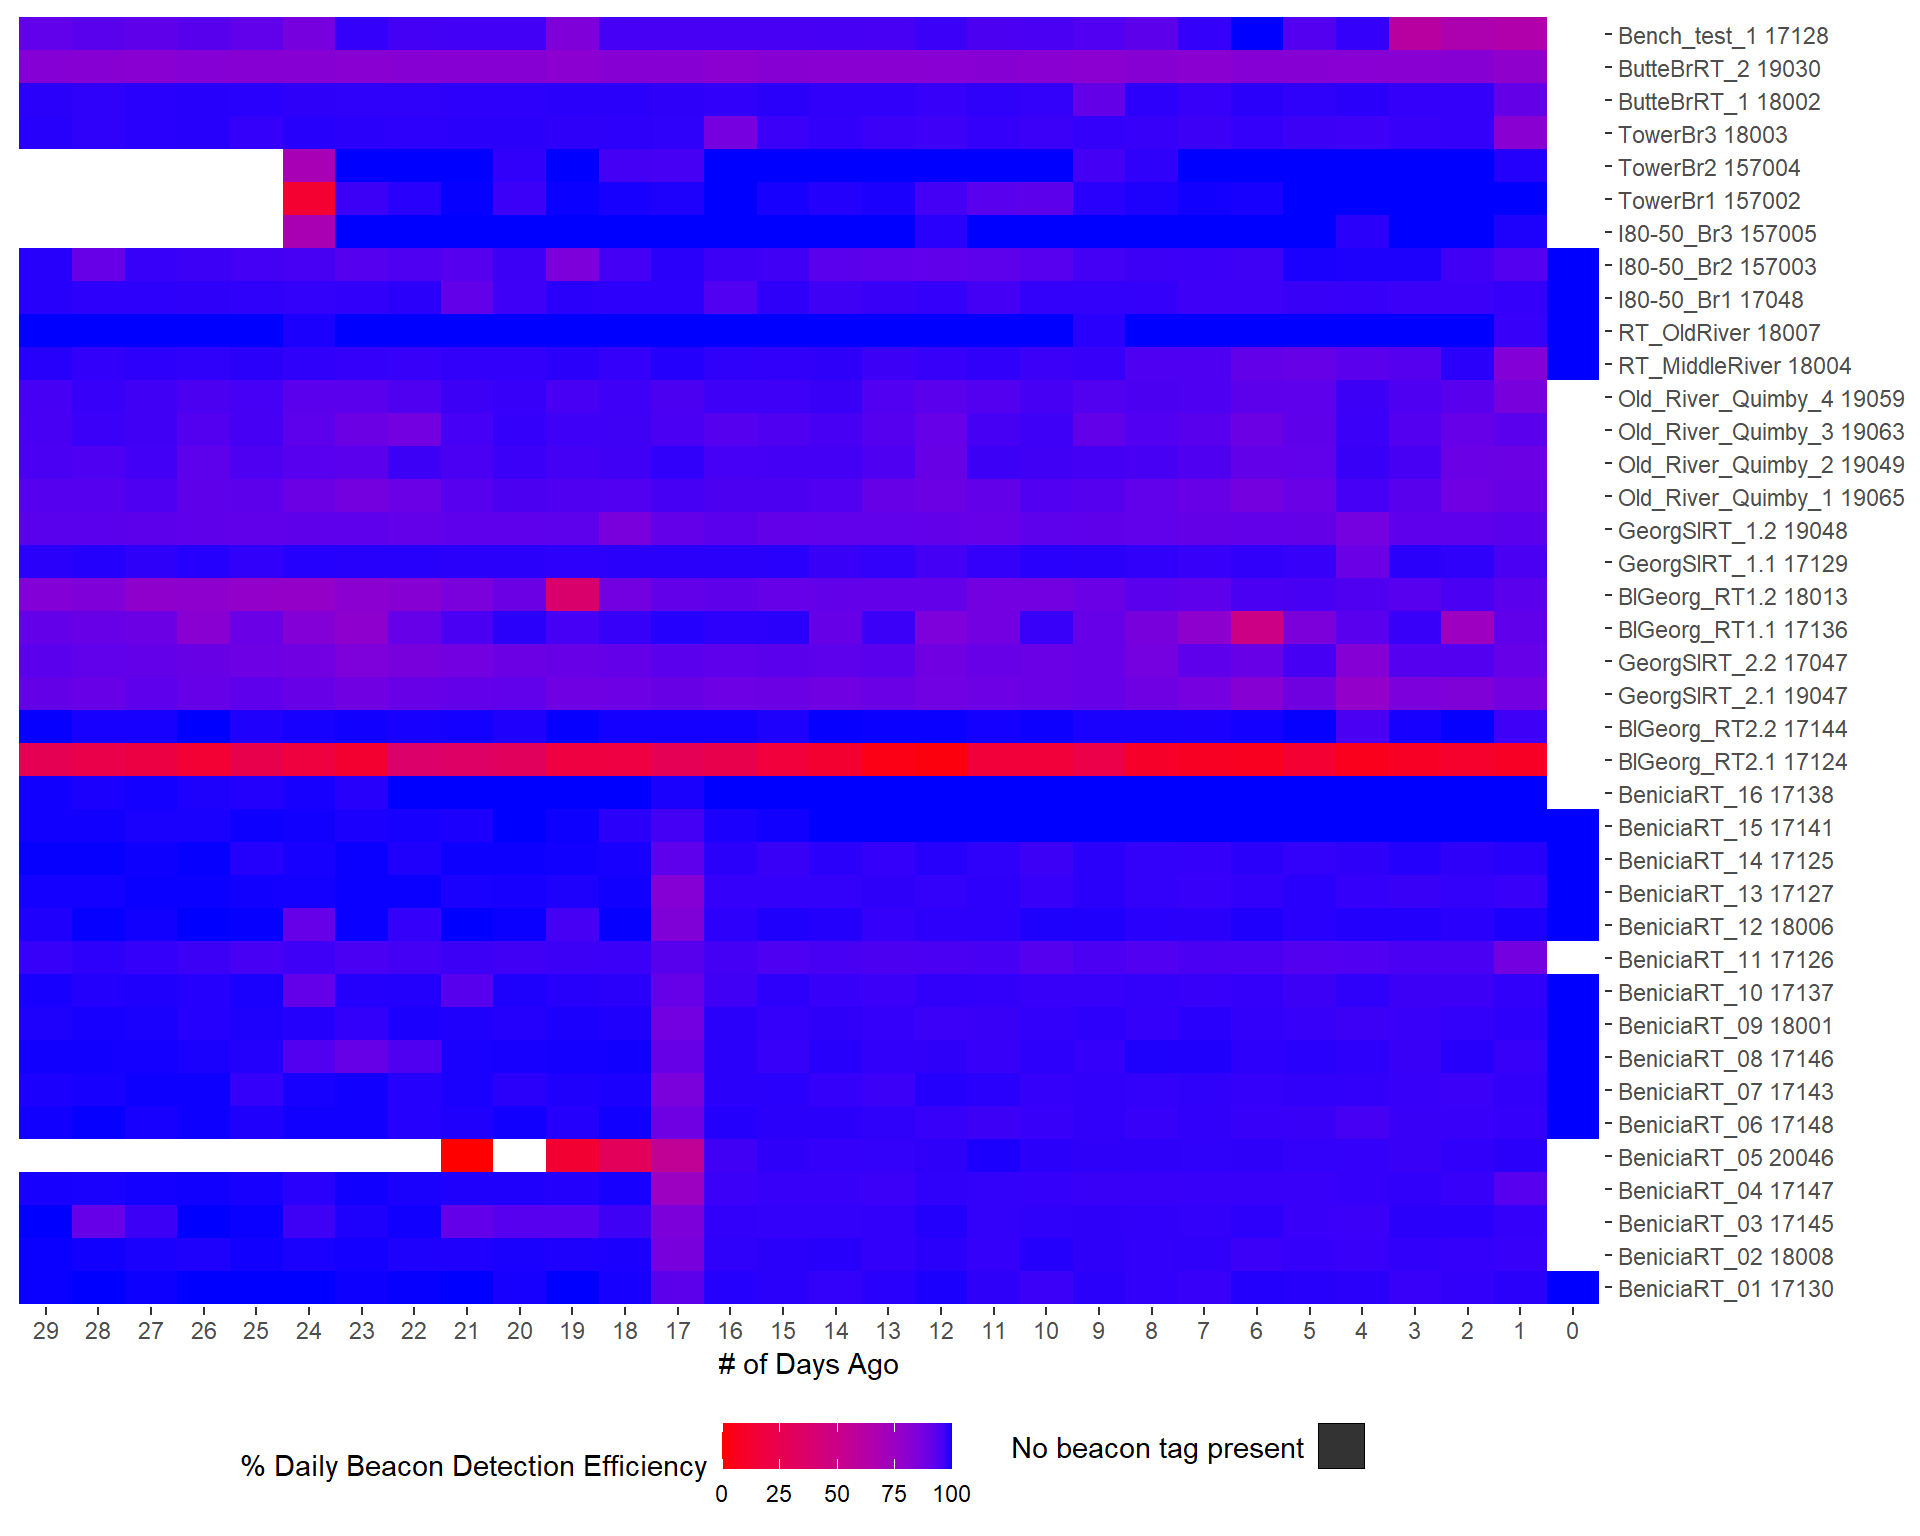 Bench_test_1 17128
ButteBrRT_2 19030
ButteBrRT_1 18002
TowerBr3 18003
TowerBr2 157004
TowerBr1 157002
I80-50_Br3 157005
I80-50_Br2 157003
I80-50_Br1 17048
RT_OldRiver 18007
RT_MiddleRiver 18004
Old_River_Quimby_4 19059
Old_River_Quimby_3 19063
Old_River_Quimby_2 19049
Old_River_Quimby_1 19065
GeorgSlRT_1.2 19048
GeorgSlRT_1.1 17129
BlGeorg_RT1.2 18013
BlGeorg_RT1.1 17136
GeorgSlRT_2.2 17047
GeorgSlRT_2.1 19047
BlGeorg_RT2.2 17144
BlGeorg_RT2.1 17124
BeniciaRT_16 17138
BeniciaRT_15 17141
BeniciaRT_14 17125
BeniciaRT_13 17127
BeniciaRT_12 18006
BeniciaRT_11 17126
BeniciaRT_10 17137
BeniciaRT_09 18001
BeniciaRT_08 17146
BeniciaRT_07 17143
BeniciaRT_06 17148
BeniciaRT_05 20046
BeniciaRT_04 17147
BeniciaRT_03 17145
BeniciaRT_02 18008
BeniciaRT_01 17130
29 28 27 26 25 24 23 22 21 20 19 18 17 16 15 14 13 12 11 10 9 8 7 6 5 4 3 2 1 0
# of Days Ago
% Daily Beacon Detection Efficiency
0 25 50 75 100
No beacon tag present